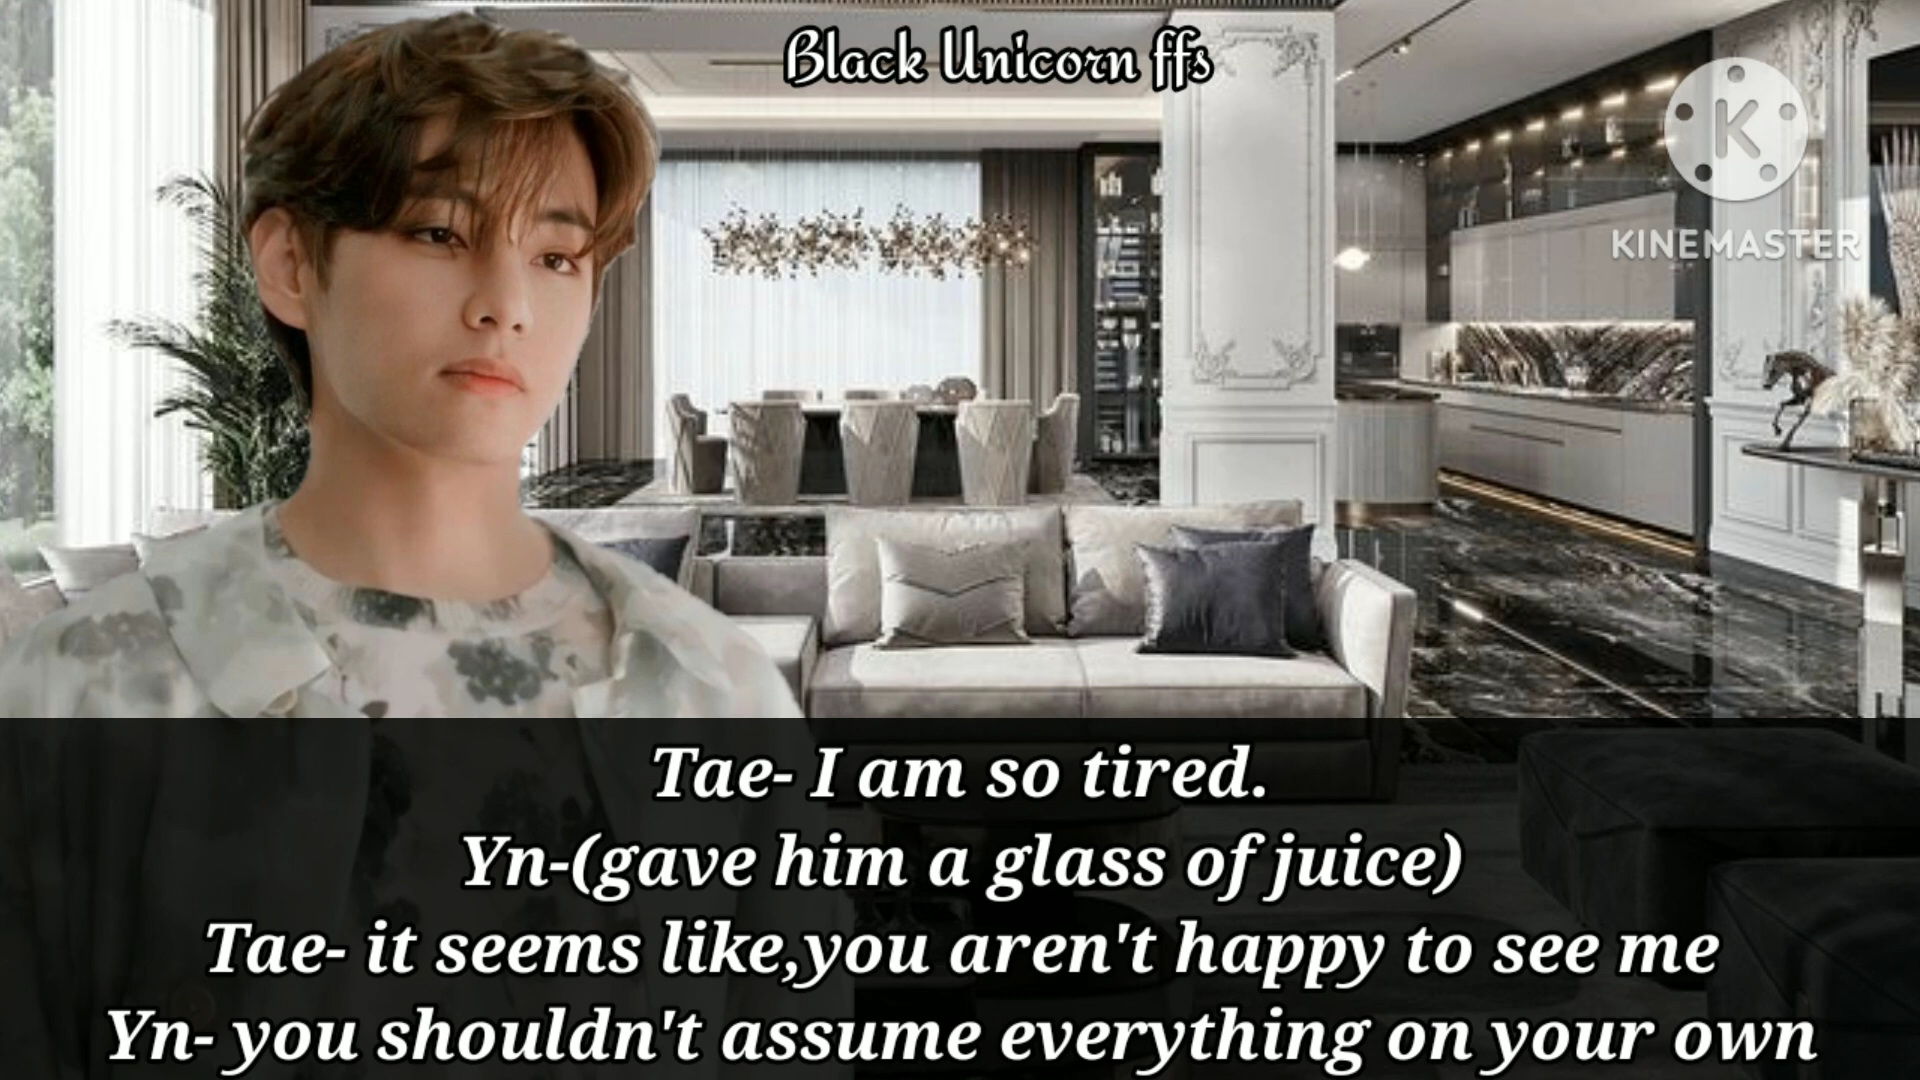 Black Unicorn ffs
K
KINEMASTER
Tae- I am so tired.
Yn-(gave him a glass of juice)
Tae- it seems like,you aren't happy to see me
Yn- you shouldn't assume everything on your own